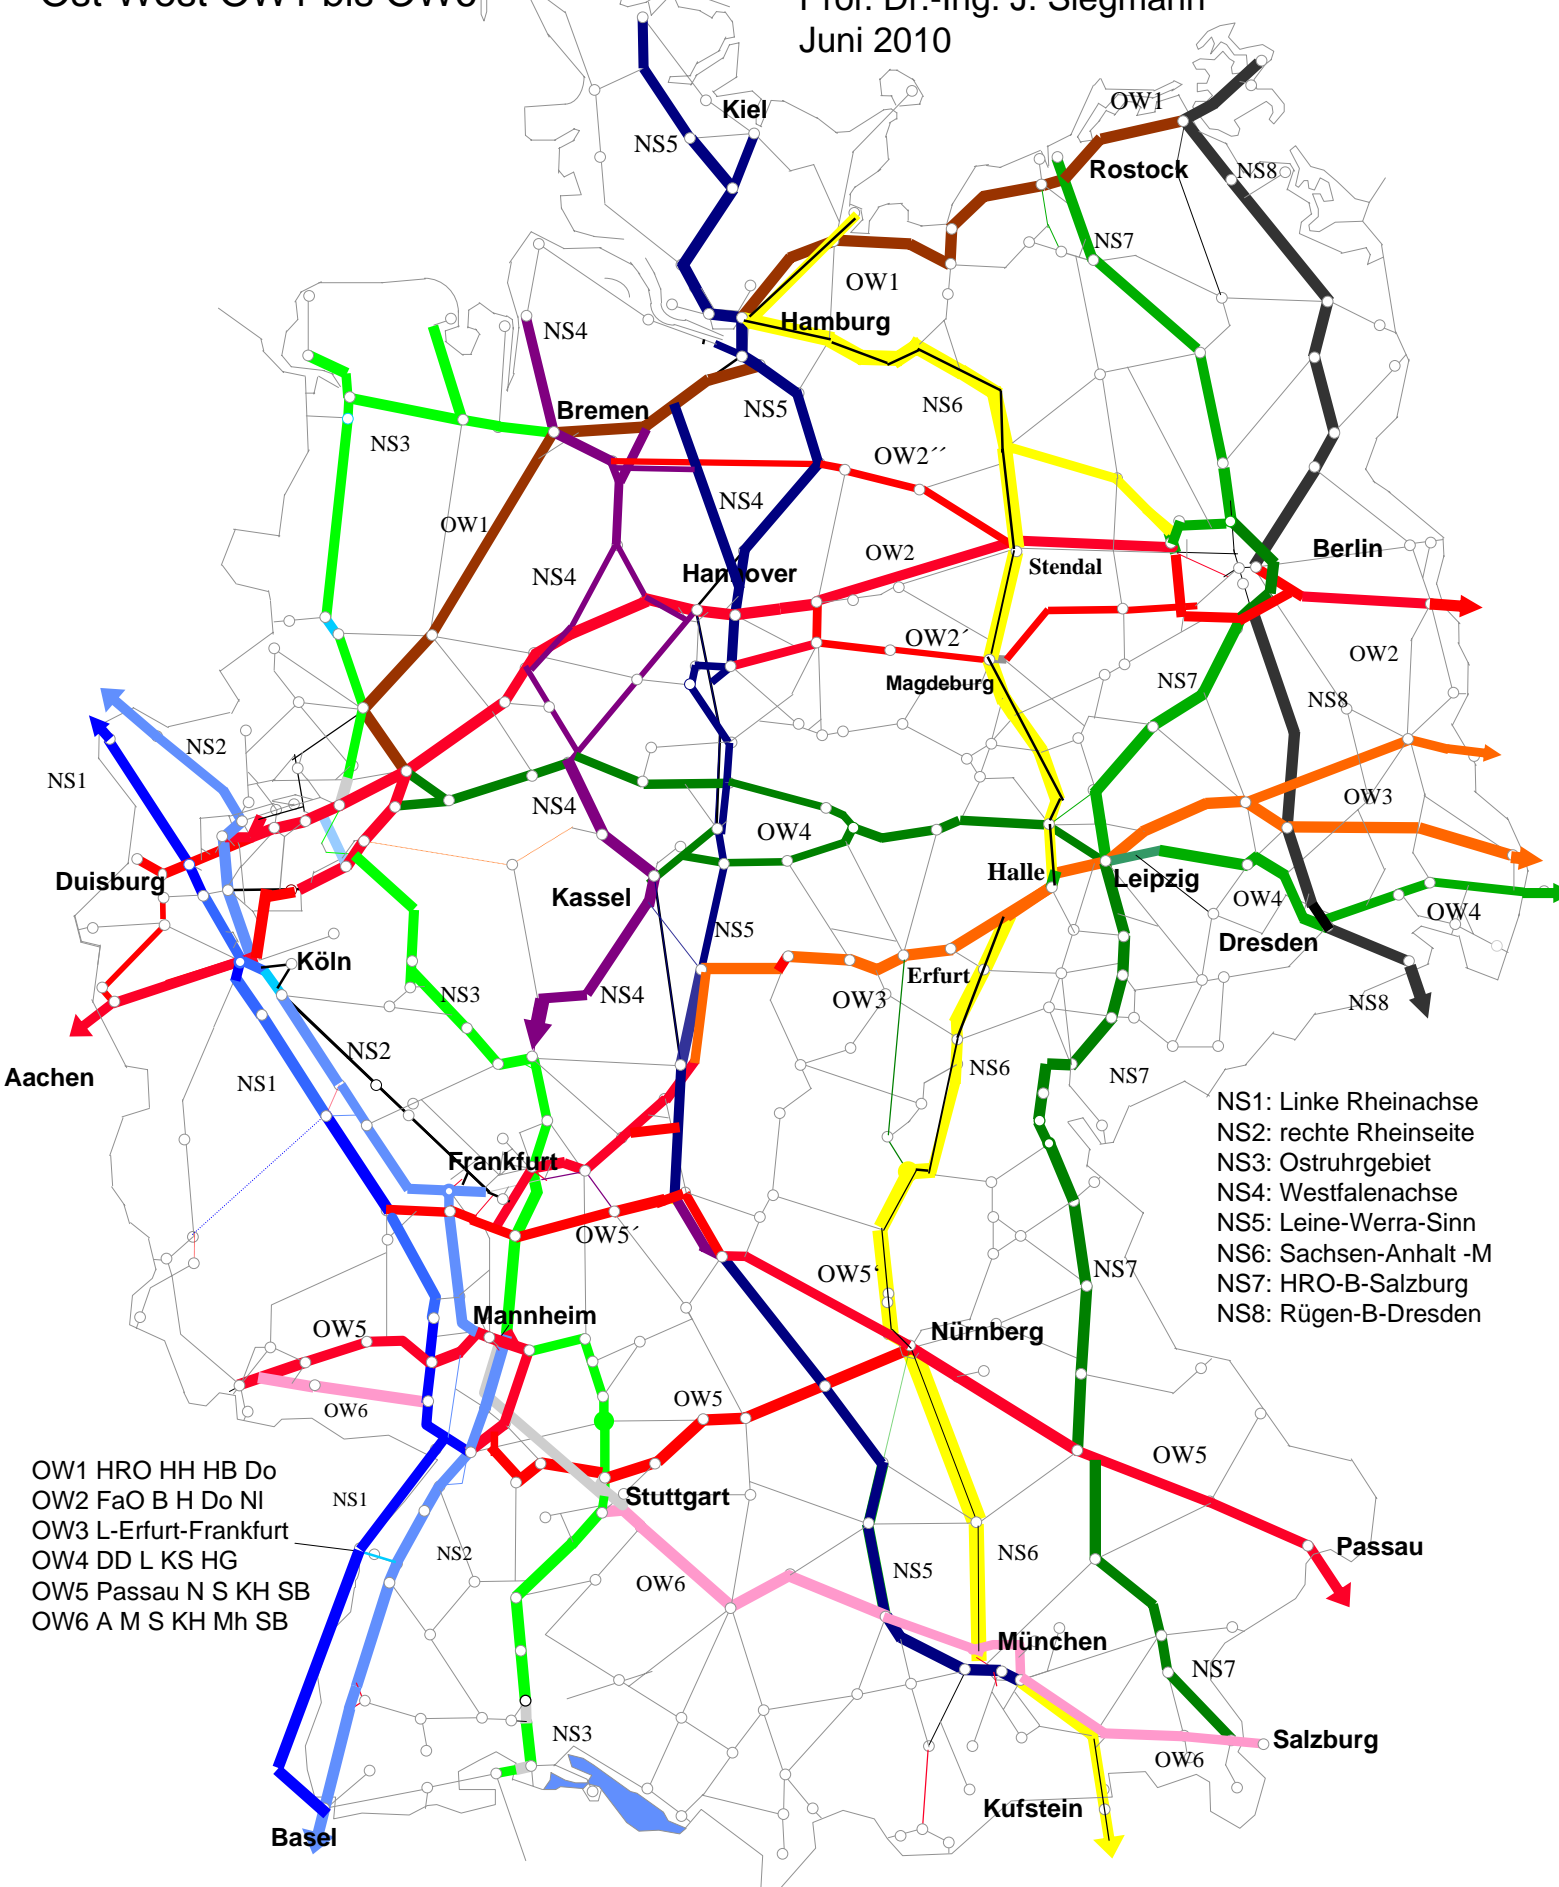 Ost-West OW1 bis OW6
Prof. Dr.-Ing. J. Siegmann
Juni 2010
OW1
Kiel
NS5
Rostock
NS8
NS7
OW1
Hamburg
NS4
NS6
NS5
Bremen
NS3
OW2´´
NS4
OW1
OW2
Berlin
Stendal
Hannover
NS4
OW2´
OW2
Magdeburg
NS7
NS8
NS2
NS1
OW3
NS4
OW4
Halle
Leipzig
Duisburg
Kassel
OW4
OW4
NS5
Dresden
Köln
Erfurt
NS3
NS4
OW3
NS8
NS2
NS6
Aachen
NS1
NS7
NS1: Linke Rheinachse
NS2: rechte Rheinseite
NS3: Ostruhrgebiet
NS4: Westfalenachse
NS5: Leine-Werra-Sinn
NS6: Sachsen-Anhalt -M
NS7: HRO-B-Salzburg
NS8: Rügen-B-Dresden
Frankfurt
OW5´
OW5‘
NS7
Mannheim
OW5
Nürnberg
OW6
OW5
OW5
OW1 HRO HH HB Do
OW2 FaO B H Do Nl
OW3 L-Erfurt-Frankfurt
OW4 DD L KS HG
OW5 Passau N S KH SB
OW6 A M S KH Mh SB
NS1
Stuttgart
NS2
OW6
NS5
NS6
Passau
München
NS7
NS3
Salzburg
OW6
Kufstein
Basel